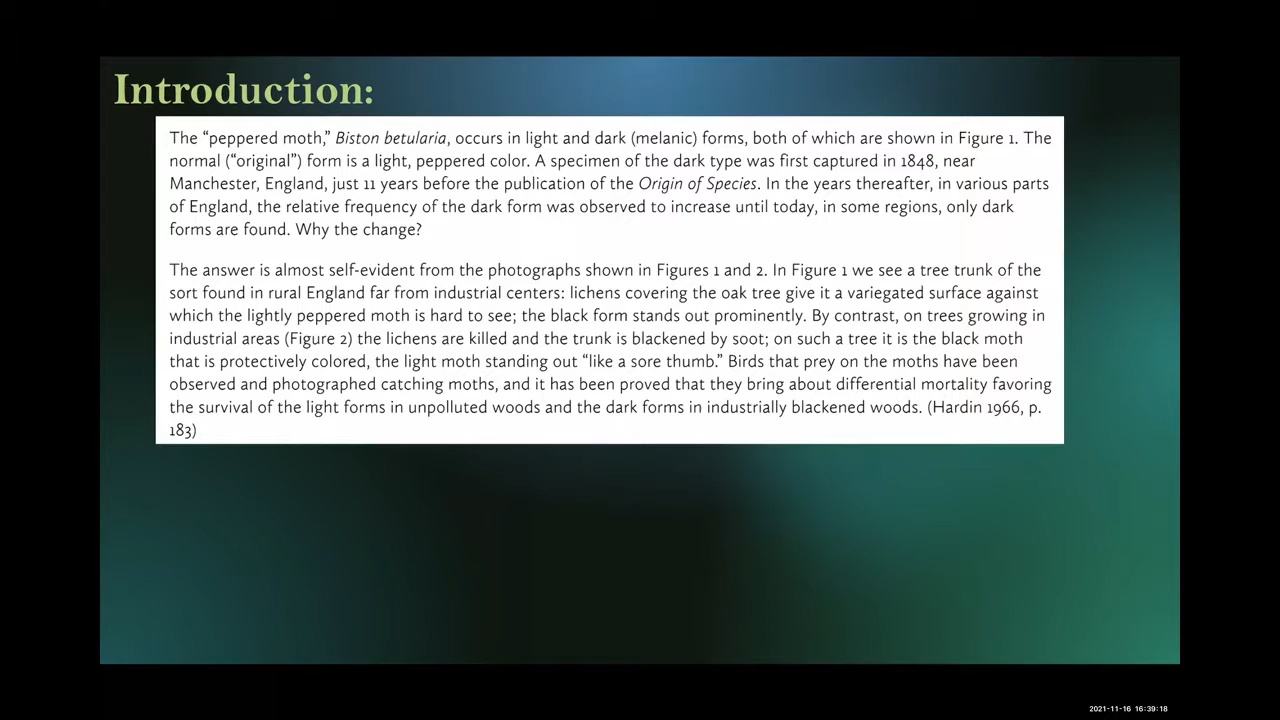 Introduction:
The “peppered moth,” Biston betularia, occurs in light and dark (melanic) forms, both of which are shown in Figure 1. The
normal (“original”) form is a light, peppered color. A specimen of the dark type was first captured in 1848, near
Manchester, England, just 11 years before the publication of the Origin of Species. In the years thereafter, in various parts
of England, the relative frequency of the dark form was observed to increase until today, in some regions, only dark
forms are found. Why the change?
The answer is almost self-evident from the photographs shown in Figures 1 and 2. In Figure 1 we see a tree trunk of the
sort found in rural England far from industrial centers: lichens covering the oak tree give it a variegated surface against
which the lightly peppered moth is hard to see; the black form stands out prominently. By contrast, on trees growing in
industrial areas (Figure 2) the lichens are killed and the trunk is blackened by soot; on such a tree it is the black moth
that is protectively colored, the light moth standing out “like a sore thumb.” Birds that prey on the moths have been
observed and photographed catching moths, and it has been proved that they bring about differential mortality favoring
the survival of the light forms in unpolluted woods and the dark forms in industrially blackened woods. (Hardin 1966, p.
183)
2021-11-16 16:39:18